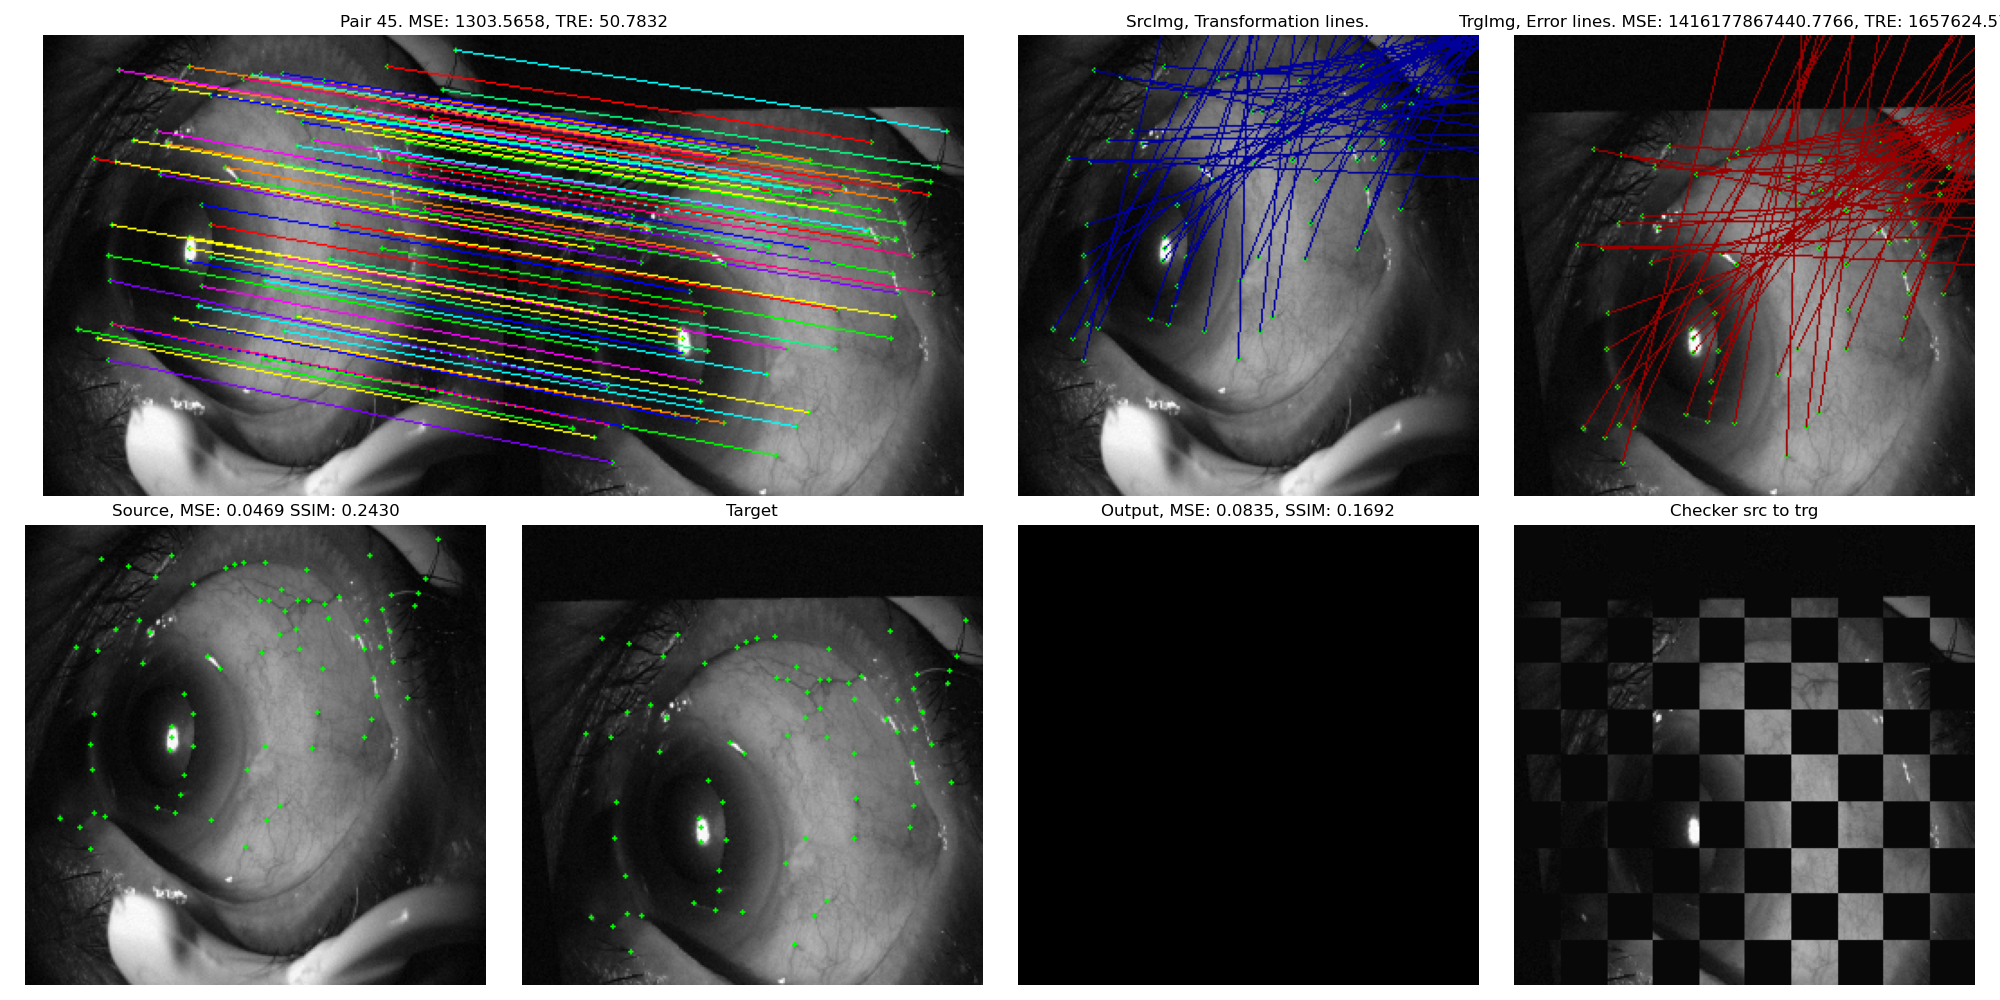 Pair 45. MSE: 1303.5658, TRE: 50.7832
SrcImg, Transformation lines.
TrgImg, Error lines. MSE: 1416177867440.7766, TRE: 1657624.5
Source, MSE: 0.0469 SSIM: 0.2430
Target
Output, MSE: 0.0835, SSIM: 0.1692
Checker src to trg